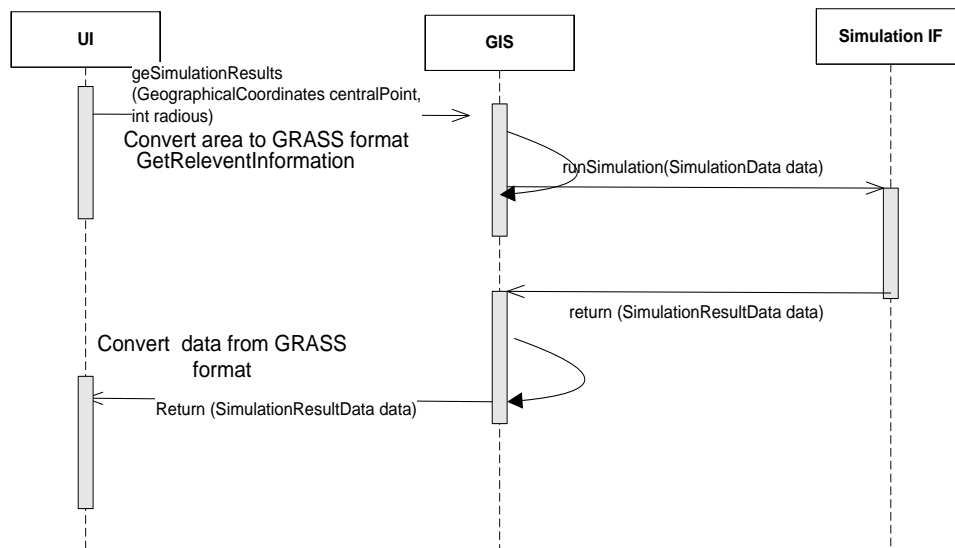 UI
GIS
Simulation IF
geSimulationResults
(GeographicalCoordinates centralPoint,
int radious)
Convert area to GRASS format
GetReleventInformation
runSimulation(SimulationData data)
return (SimulationResultData data)
Convert  data from GRASS
format
Return (SimulationResultData data)